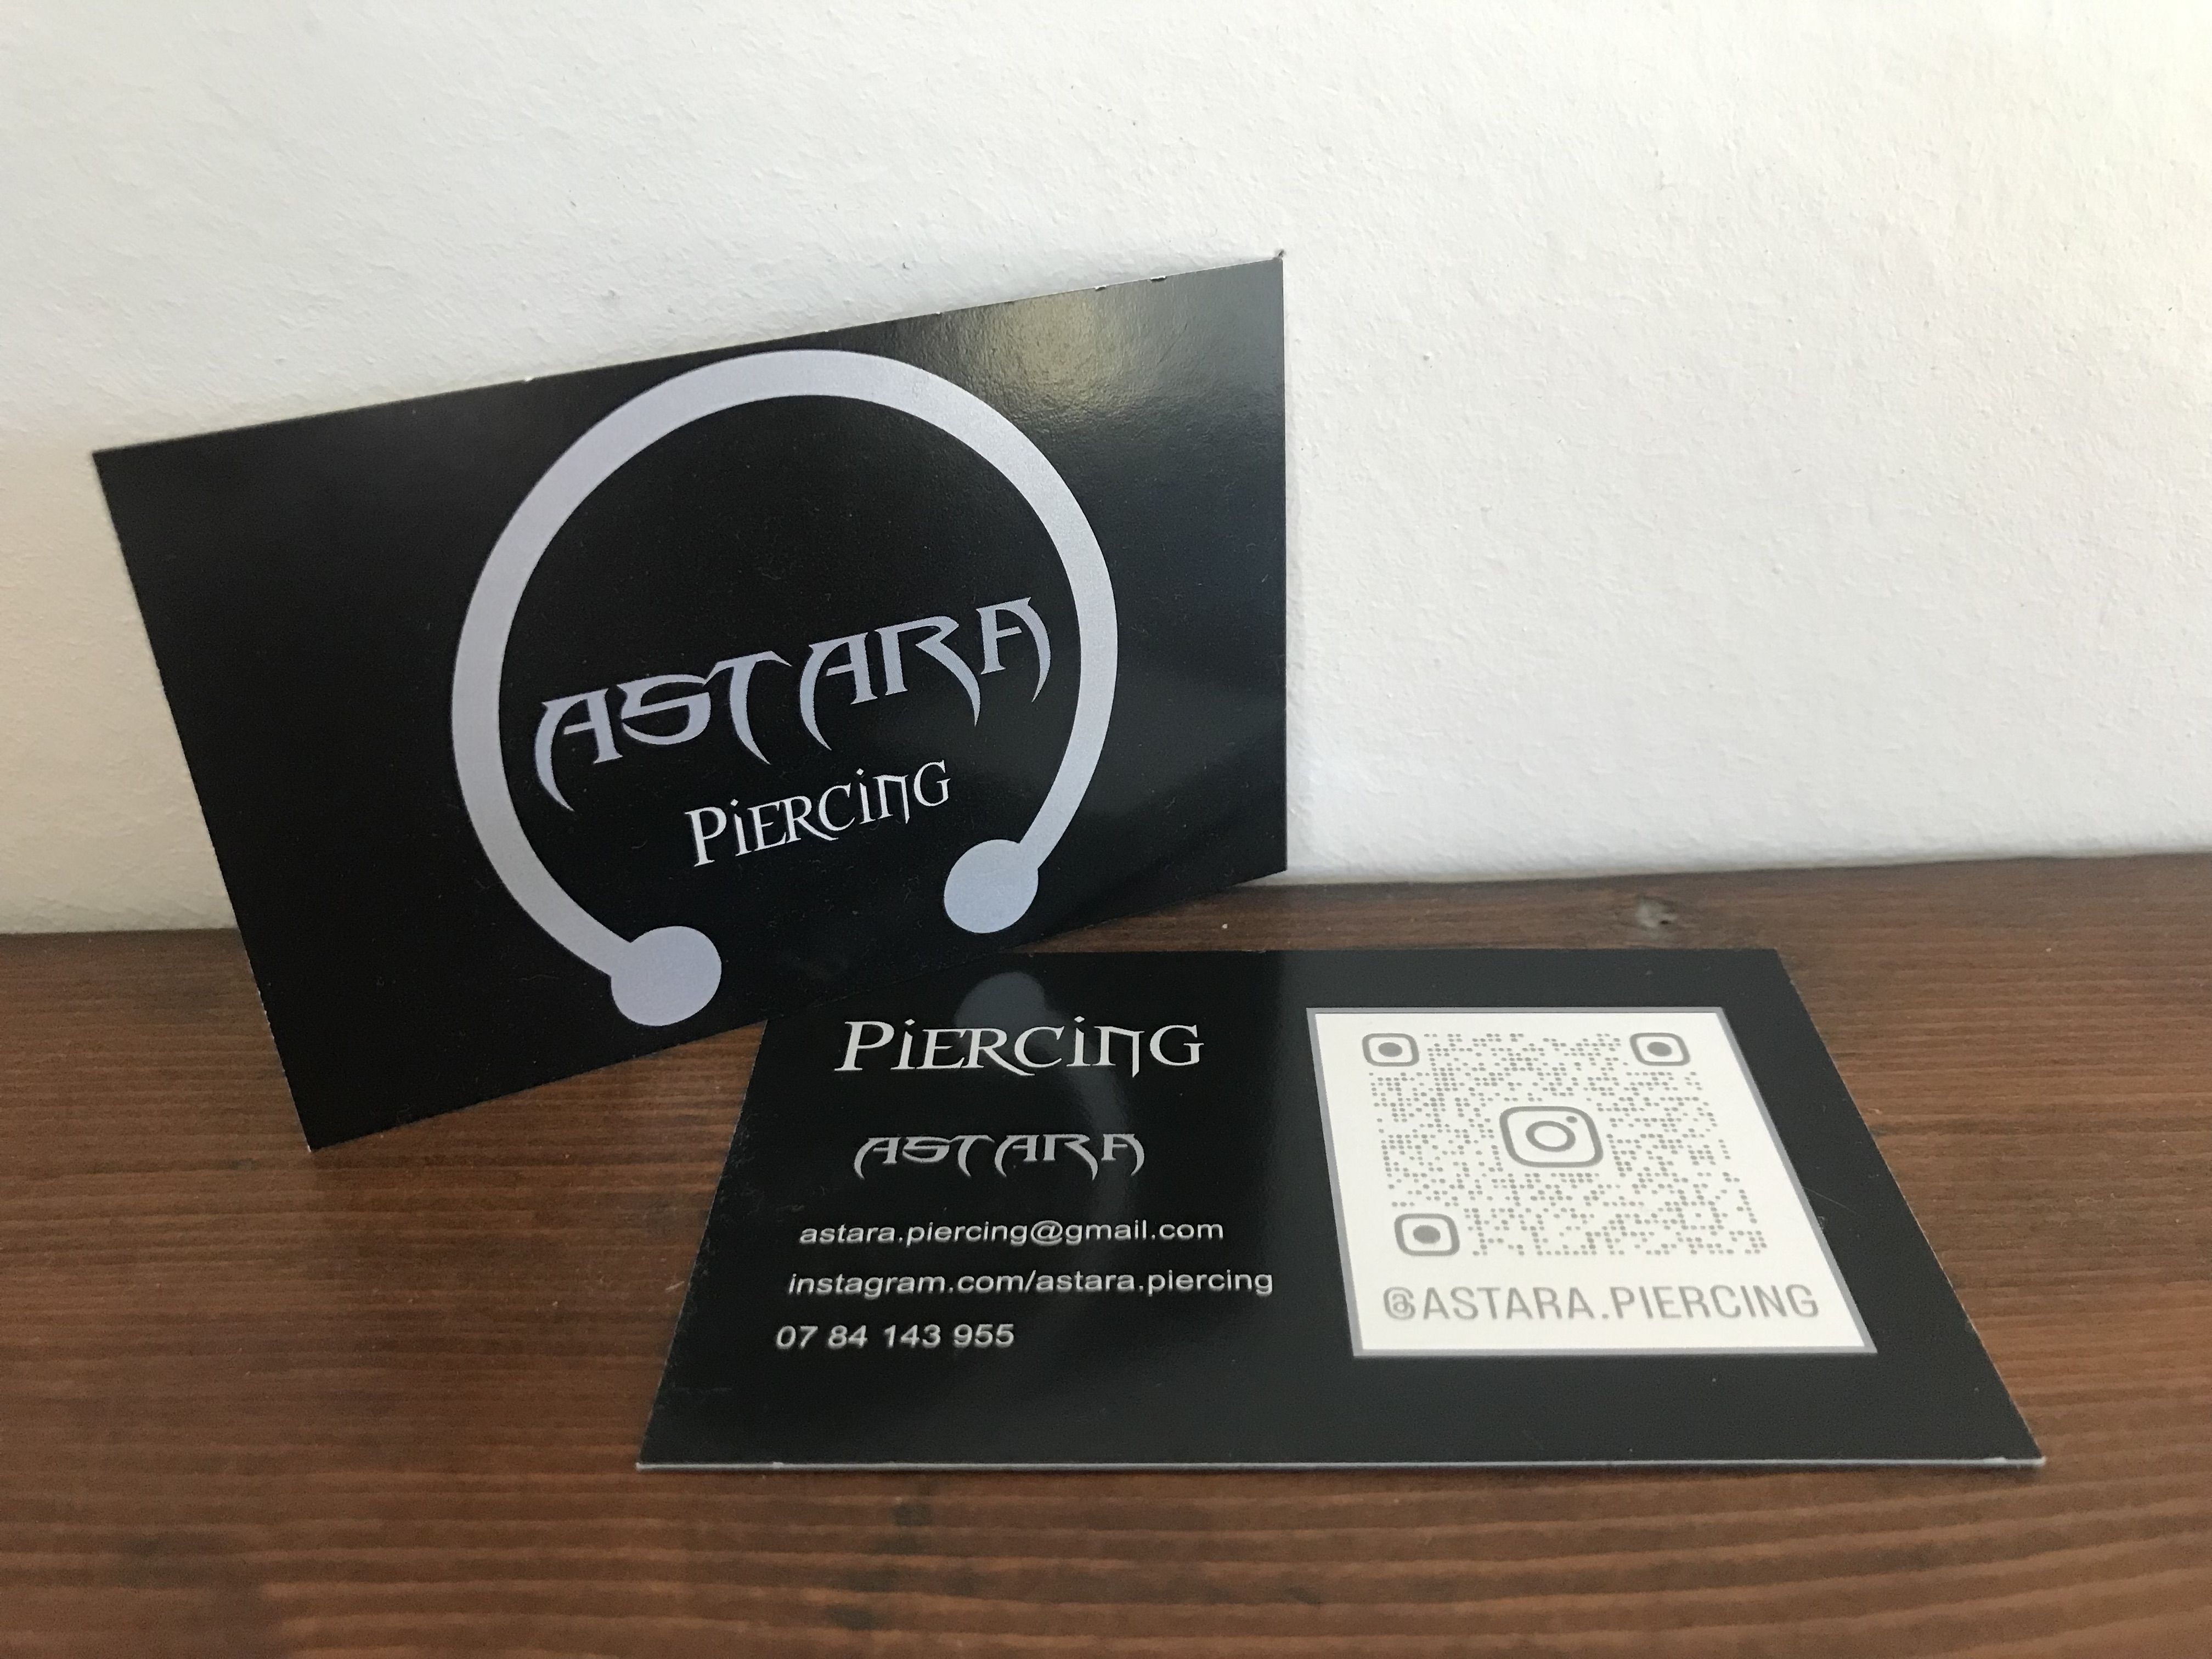 ASTARA
PiERCiNG
PiERCiNG
ASTARA
astara.piercing@gmail.com
instagram.com/astara.piercing
07 84 143 955
@ASTARA.PIERCING